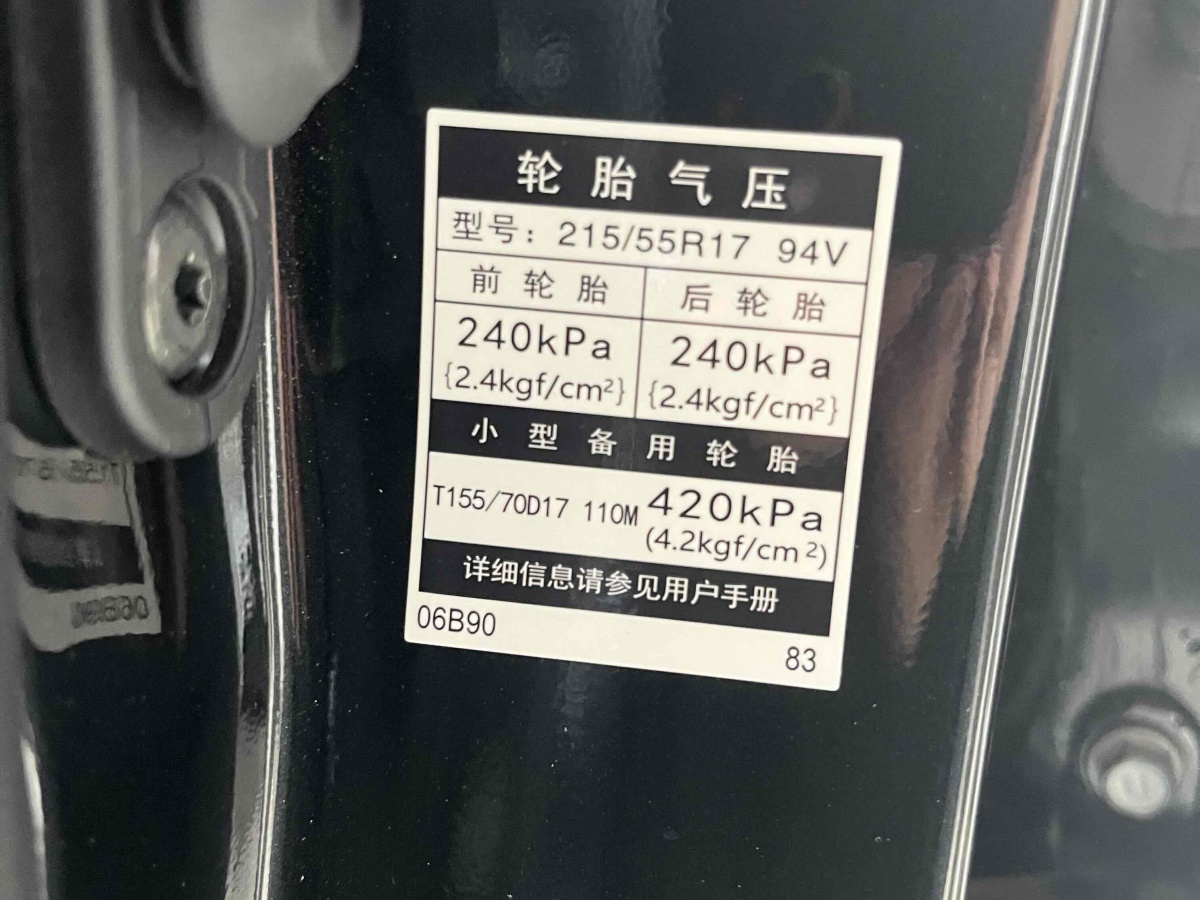 轮胎气压
型号：215/55R17 94V
前轮胎 后轮胎
240kPa 240kPa
{2.4kgf/cm²} {2.4kgf/cm²}
小型备用轮胎
T155/70D17 110M 420kPa
(4.2kgf/cm²)
详细信息请参见用户手册
06B90
83
06B90